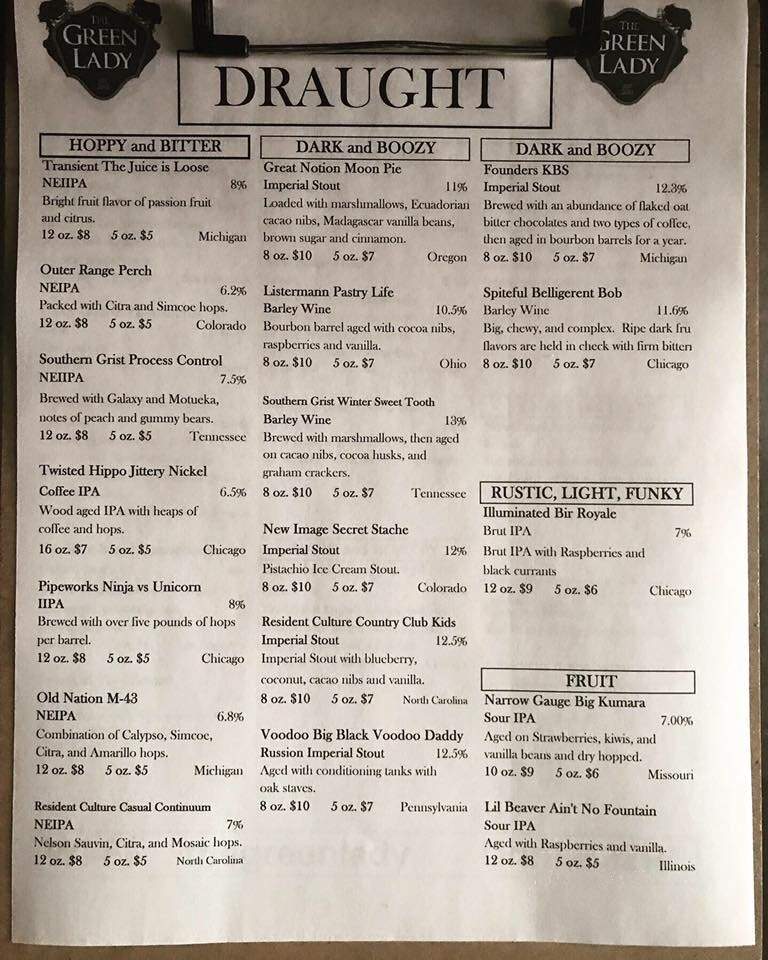 THE
GREEN
LADY
THE
GREEN
LADY
DRAUGHT
HOPPY and BITTER
Transient The Juice is Loose
NEIIPA 8%
Bright fruit flavor of passion fruit
and citrus.
12 oz. $8 5 oz. $5 Michigan
Outer Range Perch
NEIPA 6.2%
Packed with Citra and Simcoe hops.
12 oz. $8 5 oz. $5 Colorado
Southern Grist Process Control
NEIIPA 7.5%
Brewed with Galaxy and Motueka,
notes of peach and gummy bears.
12 oz. $8 5 oz. $5 Tennessee
Twisted Hippo Jittery Nickel
Coffee IPA 6.5%
Wood aged IPA with heaps of
coffee and hops.
16 oz. $7 5 oz. $5 Chicago
Pipeworks Ninja vs Unicorn
IIPA 8%
Brewed with over five pounds of hops
per barrel.
12 oz. $8 5 oz. $5 Chicago
Old Nation M-43
NEIPA 6.8%
Combination of Calypso, Simcoe,
Citra, and Amarillo hops.
12 oz. $8 5 oz. $5 Michigan
Resident Culture Casual Continuum
NEIPA 7%
Nelson Sauvin, Citra, and Mosaic hops.
12 oz. $8 5 oz. $5 North Carolina
DARK and BOOZY
Great Notion Moon Pie
Imperial Stout 11%
Loaded with marshmallows, Ecuadorian
cacao nibs, Madagascar vanilla beans,
brown sugar and cinnamon.
8 oz. $10 5 oz. $7 Oregon
Listermann Pastry Life
Barley Wine 10.5%
Bourbon barrel aged with cocoa nibs,
raspberries and vanilla.
8 oz. $10 5 oz. $7 Ohio
Southern Grist Winter Sweet Tooth
Barley Wine 13%
Brewed with marshmallows, then aged
on cacao nibs, cocoa husks, and
graham crackers.
8 oz. $10 5 oz. $7 Tennessee
New Image Secret Stache
Imperial Stout 12%
Pistachio Ice Cream Stout.
8 oz. $10 5 oz. $7 Colorado
Resident Culture Country Club Kids
Imperial Stout 12.5%
Imperial Stout with blueberry,
coconut, cacao nibs and vanilla.
8 oz. $10 5 oz. $7 North Carolina
Voodoo Big Black Voodoo Daddy
Russion Imperial Stout 12.5%
Aged with conditioning tanks with
oak staves.
8 oz. $10 5 oz. $7 Pennsylvania
DARK and BOOZY
Founders KBS
Imperial Stout 12.3%
Brewed with an abundance of flaked oat
bitter chocolates and two types of coffee,
then aged in bourbon barrels for a year.
8 oz. $10 5 oz. $7 Michigan
Spiteful Belligerent Bob
Barley Wine 11.6%
Big, chewy, and complex. Ripe dark fru
flavors are held in check with firm bitten
8 oz. $10 5 oz. $7 Chicago
RUSTIC, LIGHT, FUNKY
Illuminated Bir Royale
Brut IPA 7%
Brut IPA with Raspberries and
black currants
12 oz. $9 5 oz. $6 Chicago
FRUIT
Narrow Gauge Big Kumara
Sour IPA 7.00%
Aged on Strawberries, kiwis, and
vanilla beans and dry hopped.
10 oz. $9 5 oz. $6 Missouri
Lil Beaver Ain't No Fountain
Sour IPA
Aged with Raspberries and vanilla.
12 oz. $8 5 oz. $5 Illinois